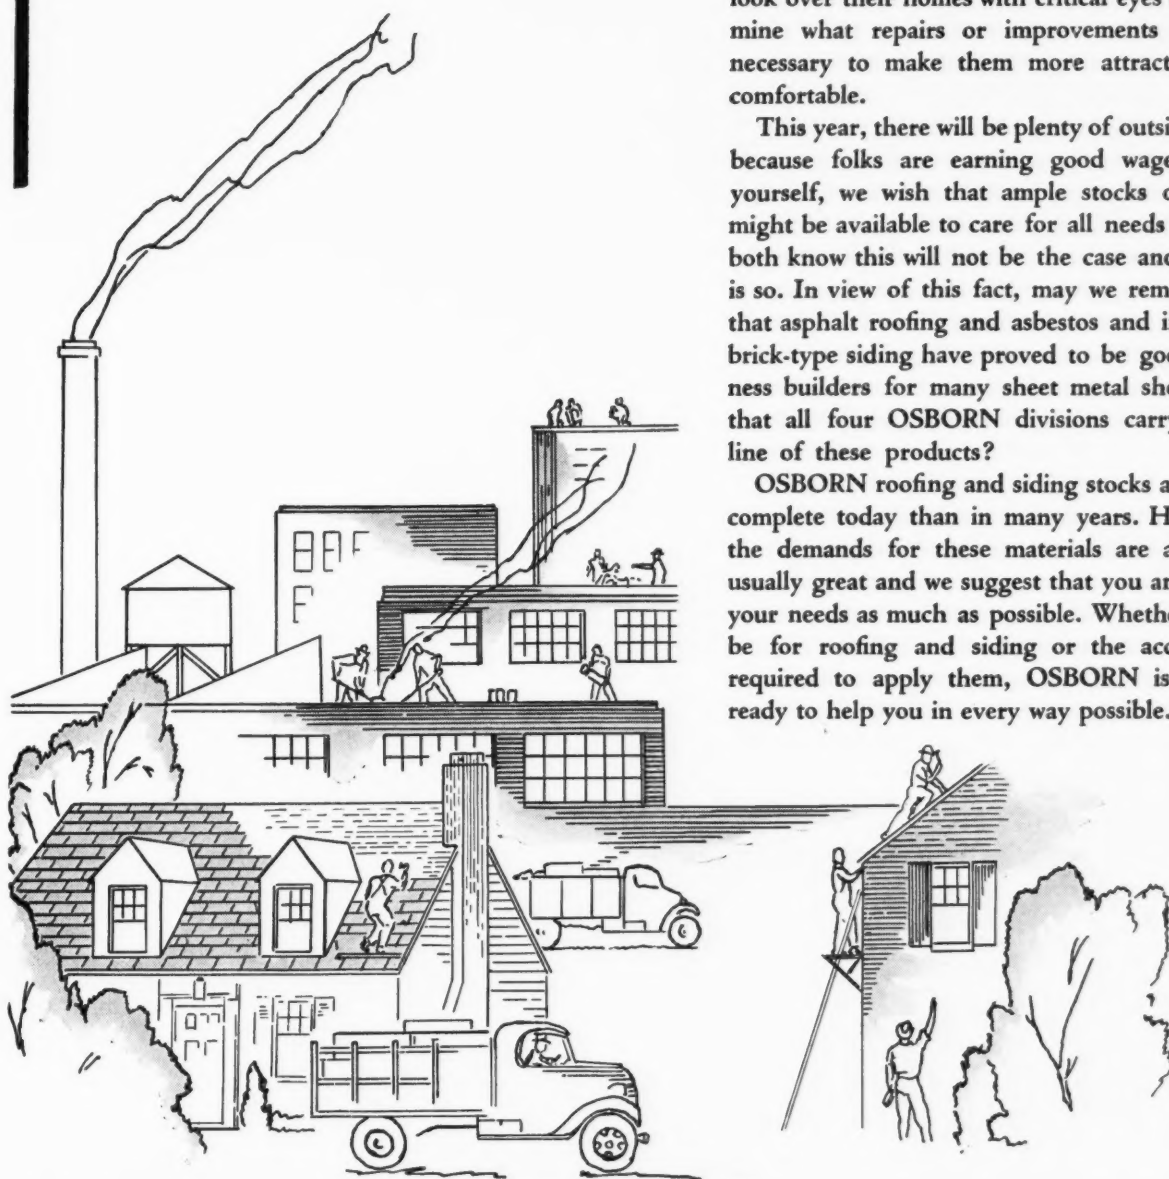 look over their homes with critical eyes
mine what repairs or improvements
necessary to make them more attract
comfortable.
This year, there will be plenty of outsi
because folks are earning good wage
yourself, we wish that ample stocks o
might be available to care for all needs
both know this will not be the case and
is so. In view of this fact, may we rem
that asphalt roofing and asbestos and i
brick-type siding have proved to be goo
ness builders for many sheet metal sho
that all four OSBORN divisions carry
line of these products?
OSBORN roofing and siding stocks a
complete today than in many years. H
the demands for these materials are a
usually great and we suggest that you an
your needs as much as possible. Whethe
be for roofing and siding or the acc
required to apply them, OSBORN is
ready to help you in every way possible.